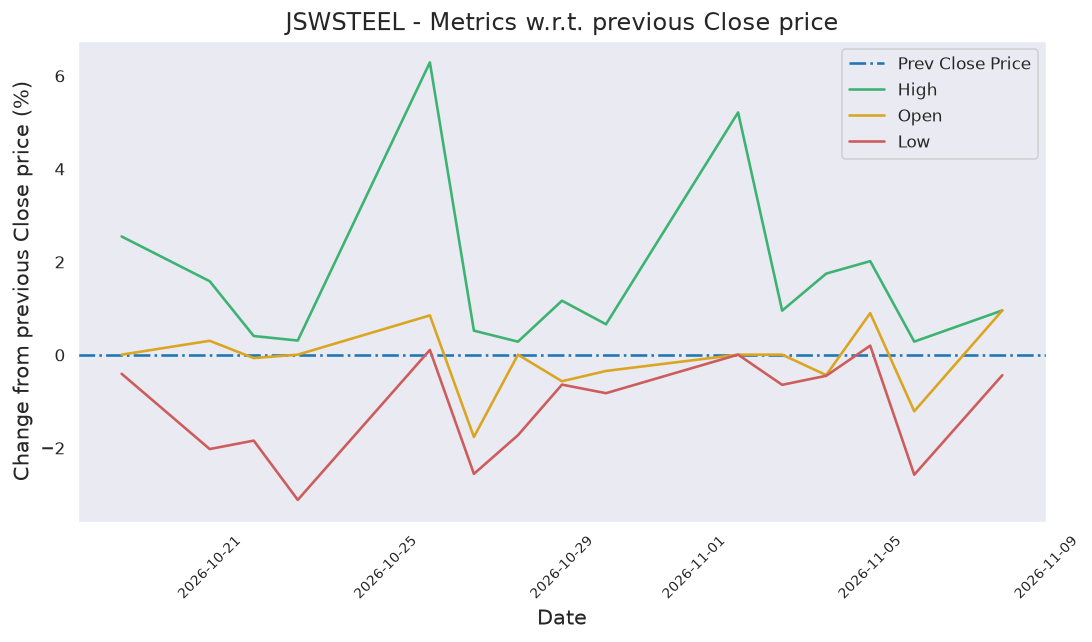 JSWSTEEL - Metrics w.r.t. previous Close price
Change from previous Close price (%)
6
4
2
0
−2
Prev Close Price
High
Open
Low
2026-10-21
2026-10-25
2026-10-29
2026-11-01
2026-11-05
2026-11-09
Date